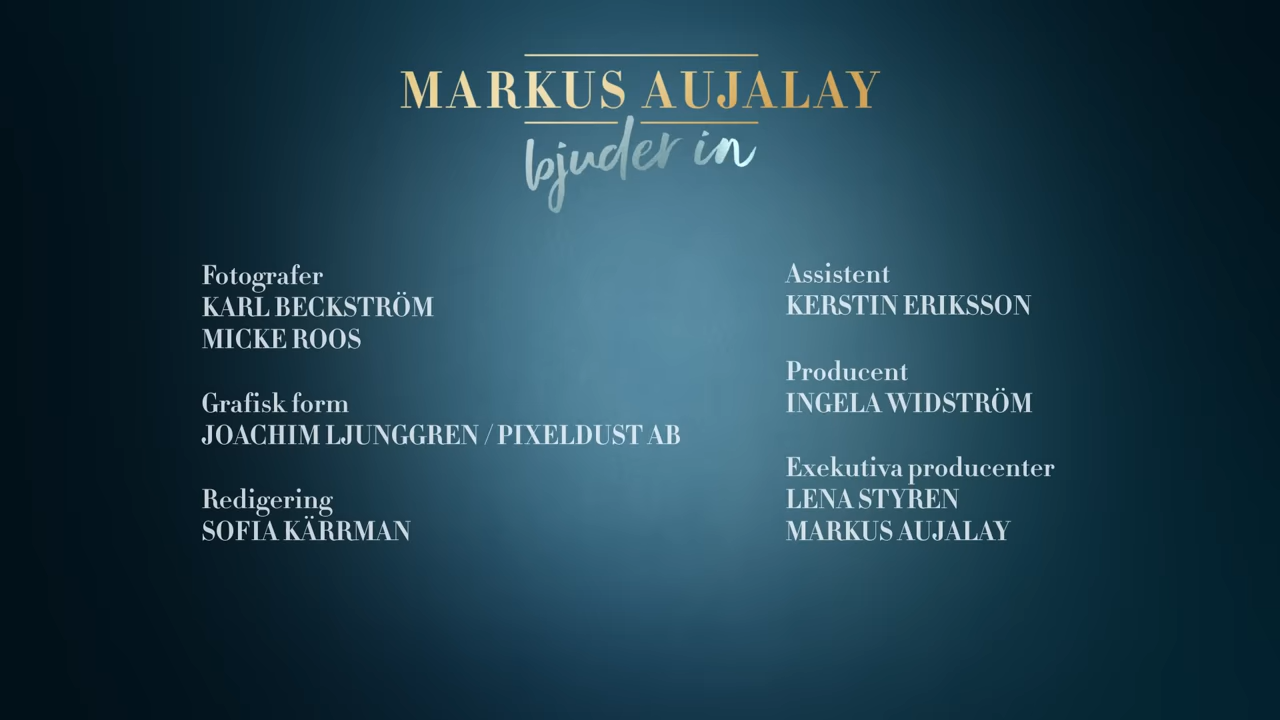 MARKUS AUJALAY
bjuder in
Fotografer
KARL BECKSTRÖM
MICKE ROOS
Grafisk form
JOACHIM LJUNGGREN / PIXELDUST AB
Redigering
SOFIA KÄRRMAN
Assistent
KERSTIN ERIKSSON
Producent
INGELA WIDSTRÖM
Exekutiva producenter
LENA STYREN
MARKUS AUJALAY